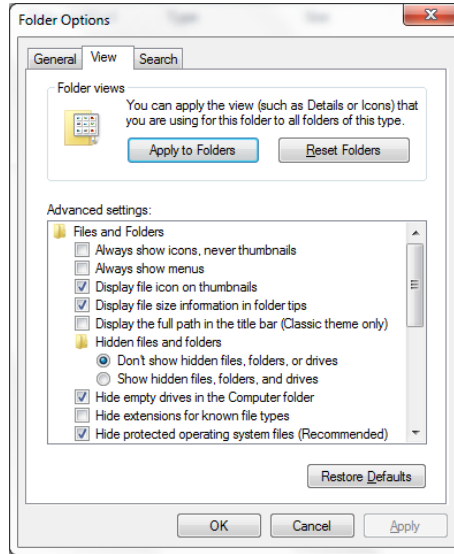 Folder Options
General View Search
Folder views
You can apply the view (such as Details or Icons) that
you are using for this folder to all folders of this type.
Apply to Folders Reset Folders
Advanced settings:
Files and Folders
Always show icons, never thumbnails
Always show menus
Display file icon on thumbnails
Display file size information in folder tips
Display the full path in the title bar (Classic theme only)
Hidden files and folders
Don't show hidden files, folders, or drives
Show hidden files, folders, and drives
Hide empty drives in the Computer folder
Hide extensions for known file types
Hide protected operating system files (Recommended)
Restore Defaults
OK Cancel Apply